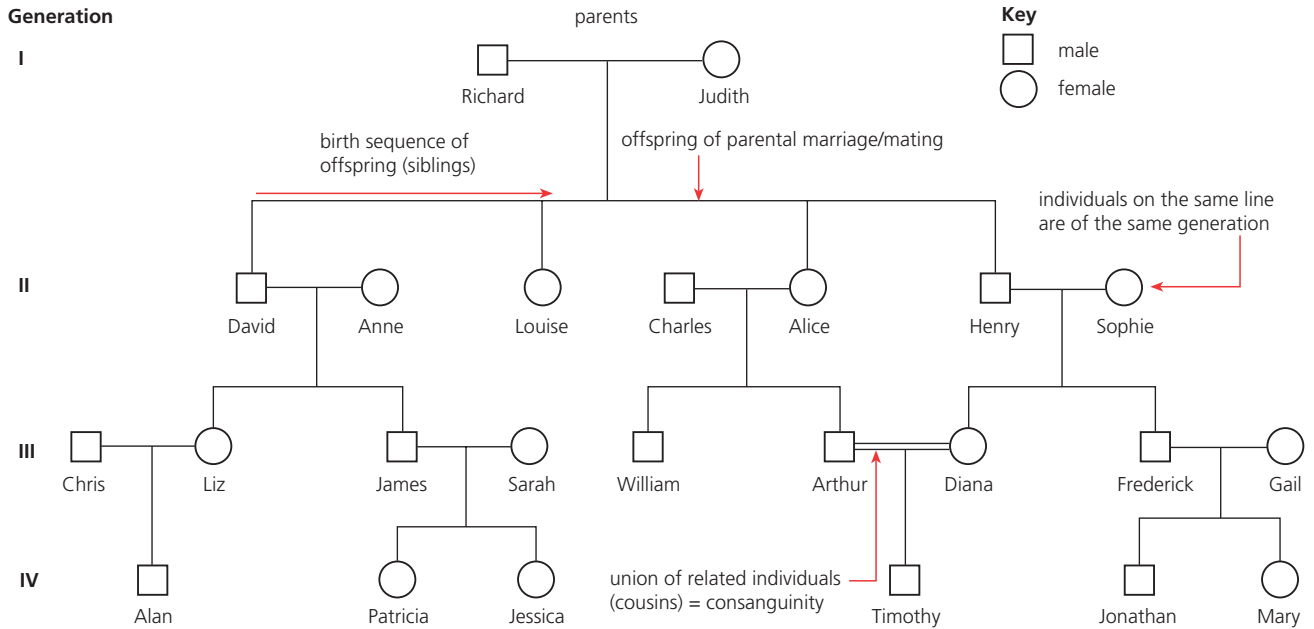 Generation
parents
Key
I
male
female
Richard
Judith
birth sequence of
offspring (siblings)
offspring of parental marriage/mating
individuals on the same line
are of the same generation
II
David
Anne
Louise
Charles
Alice
Henry
Sophie
III
Chris
Liz
James
Sarah
William
Arthur
Diana
Frederick
Gail
IV
union of related individuals
(cousins) = consanguinity
Alan
Patricia
Jessica
Timothy
Jonathan
Mary